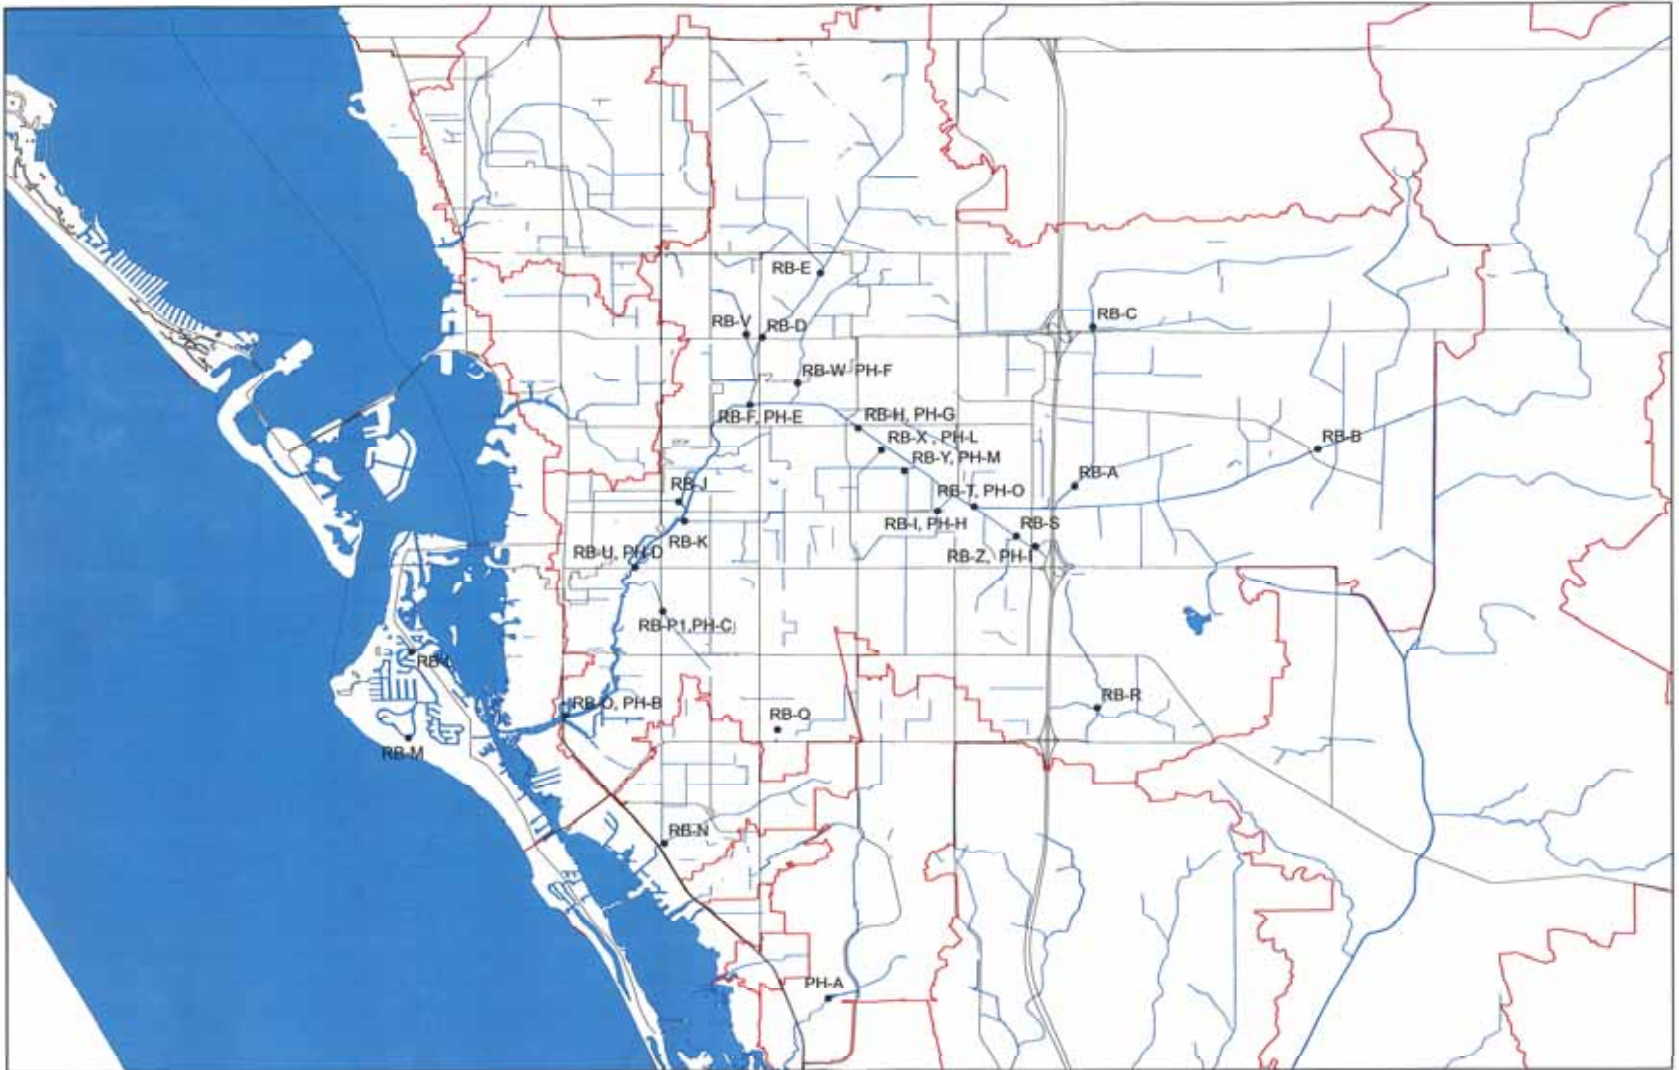 RB-E
RB-C
RB-V
RB-D
RB-W PH-F
RB-F, PH-E
RB-H, PH-G
RB-X, PH-L
RB-B
RB-Y, PH-M
RB-A
RB-J
RB-T, PH-O
RB-I, PH-H
RB-S
RB-K
RB-U, PH-D
RB-Z, PH-I
RB-P1,PH-C
RB-L
RB-R
RB-O, PH-B
RB-Q
RB-M
RB-N
PH-A